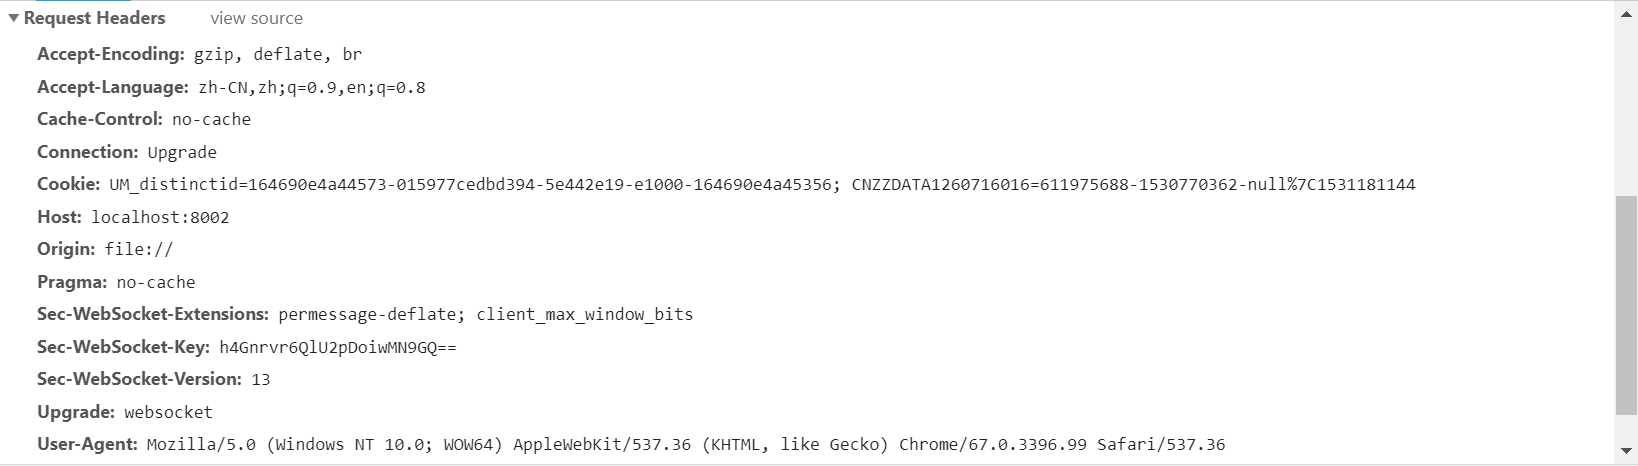 Request Headers view source
Accept-Encoding: gzip, deflate, br
Accept-Language: zh-CN,zh;q=0.9,en;q=0.8
Cache-Control: no-cache
Connection: Upgrade
Cookie: UM_distinctid=164690e4a44573-015977cedbd394-5e442e19-e1000-164690e4a45356; CNZZDATA1260716016=611975688-1530770362-null%7C1531181144
Host: localhost:8002
Origin: file://
Pragma: no-cache
Sec-WebSocket-Extensions: permessage-deflate; client_max_window_bits
Sec-WebSocket-Key: h4Gnrvr6QlU2pDoiwMN9GQ==
Sec-WebSocket-Version: 13
Upgrade: websocket
User-Agent: Mozilla/5.0 (Windows NT 10.0; WOW64) AppleWebKit/537.36 (KHTML, like Gecko) Chrome/67.0.3396.99 Safari/537.36